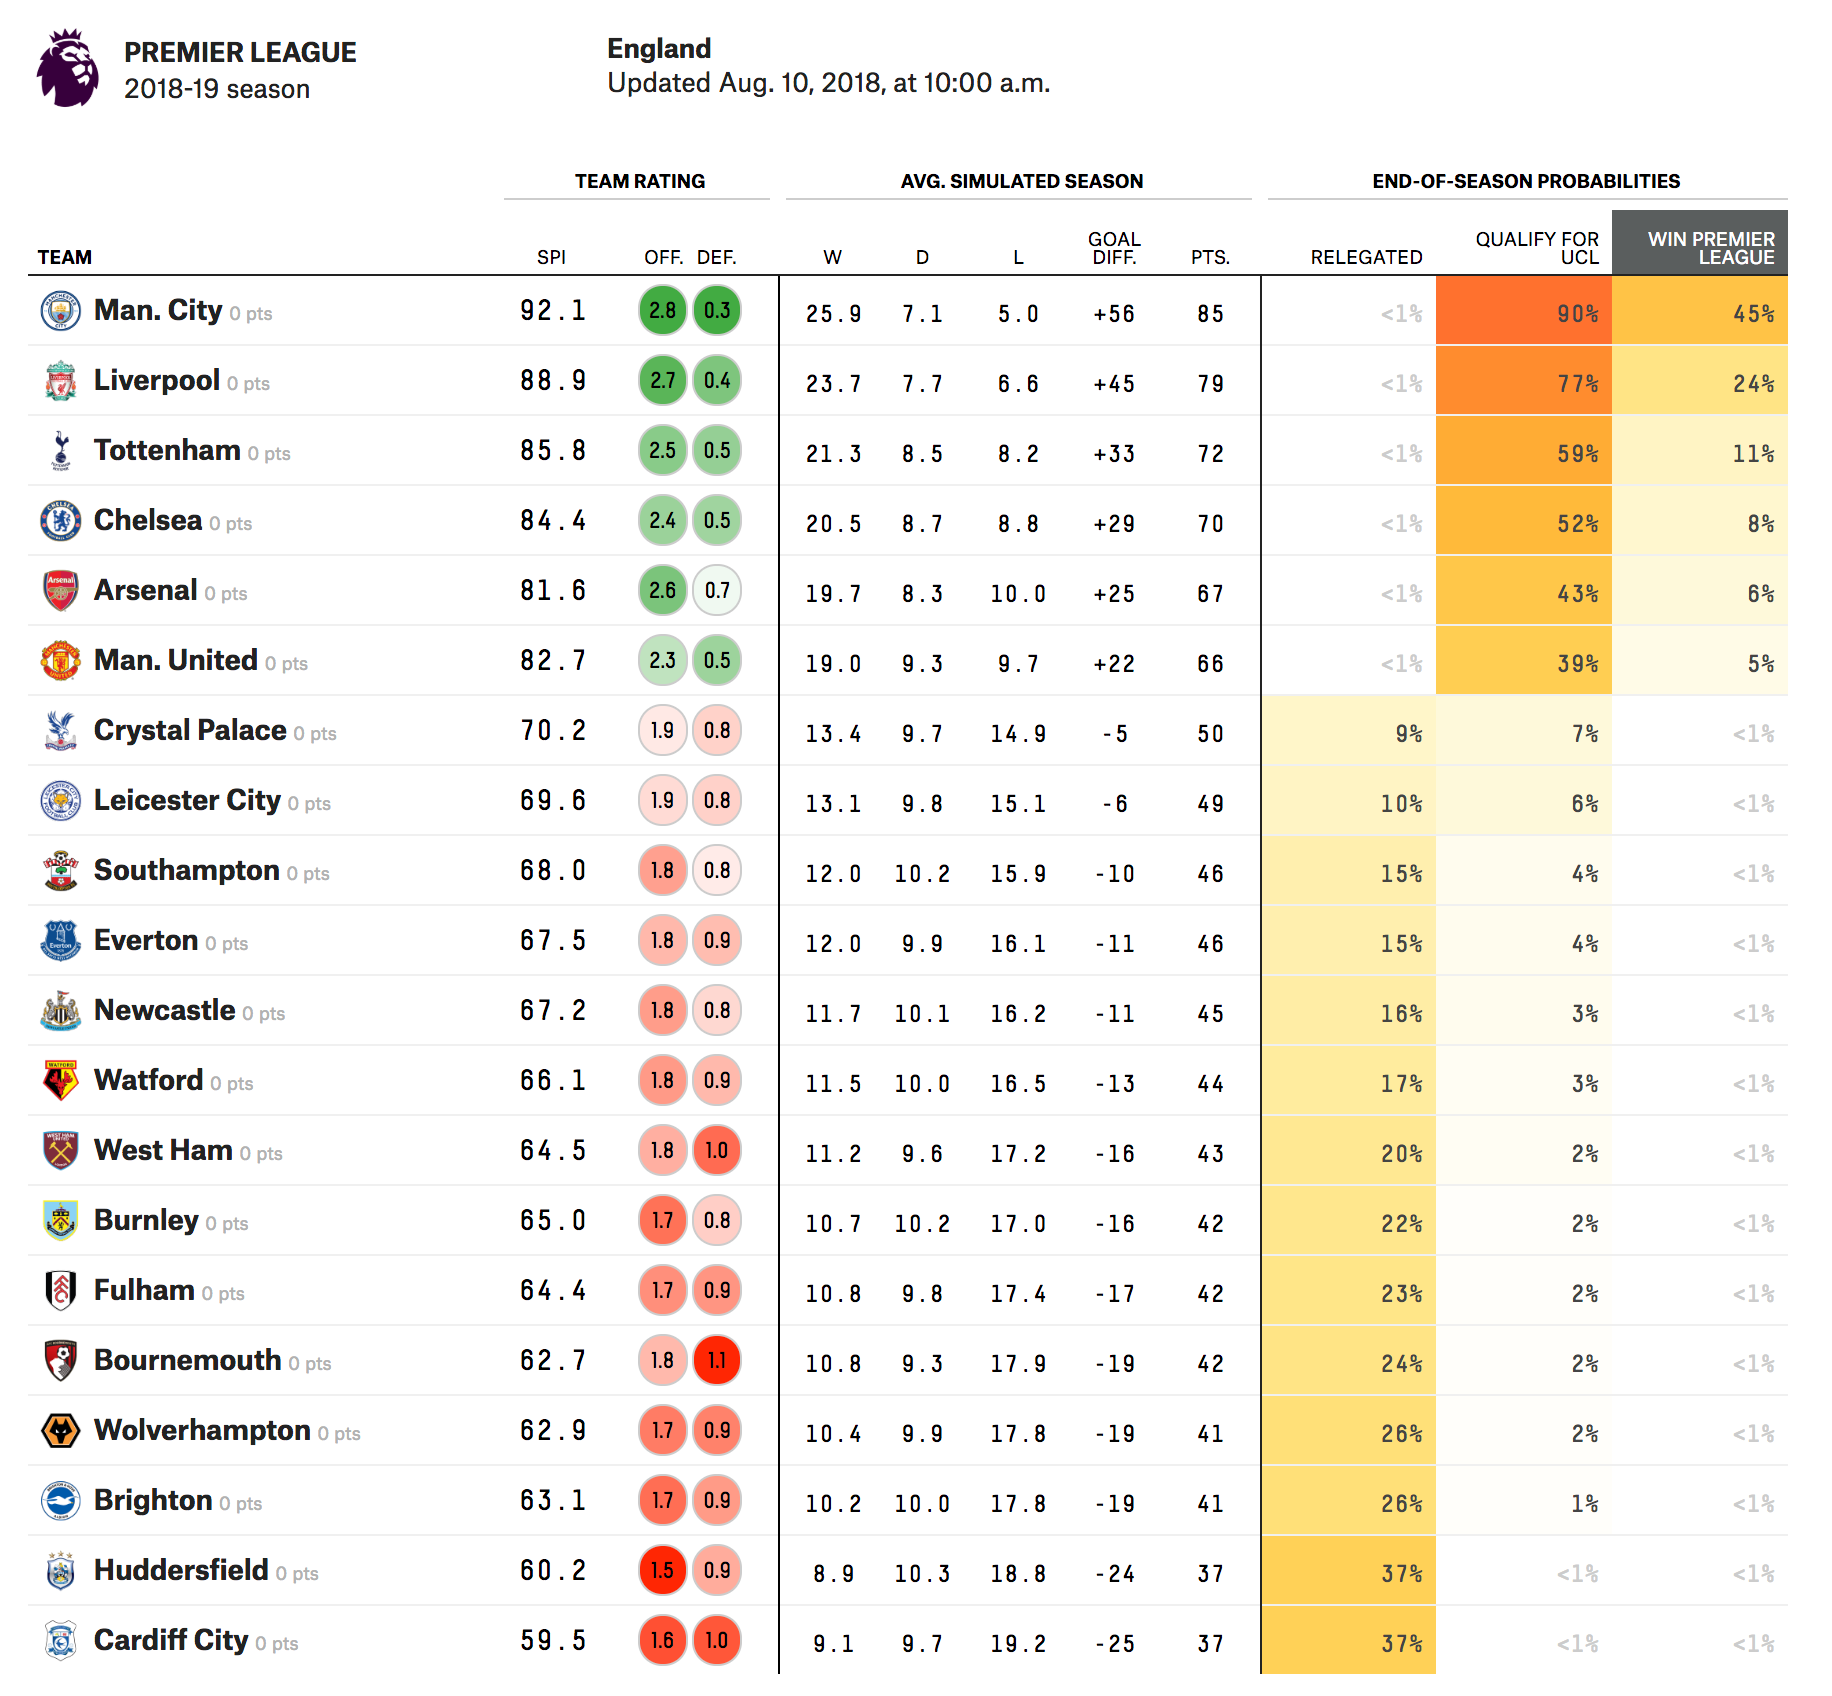 PREMIER LEAGUE
2018-19 season
England
Updated Aug. 10, 2018, at 10:00 a.m.
TEAM RATING AVG. SIMULATED SEASON END-OF-SEASON PROBABILITIES
TEAM SPI OFF. DEF. W D L GOAL DIFF. PTS. RELEGATED QUALIFY FOR UCL WIN PREMIER LEAGUE
Man. City 0 pts 92.1 2.8 0.3 25.9 7.1 5.0 +56 85 <1% 90% 45%
Liverpool 0 pts 88.9 2.7 0.4 23.7 7.7 6.6 +45 79 <1% 77% 24%
Tottenham 0 pts 85.8 2.5 0.5 21.3 8.5 8.2 +33 72 <1% 59% 11%
Chelsea 0 pts 84.4 2.4 0.5 20.5 8.7 8.8 +29 70 <1% 52% 8%
Arsenal 0 pts 81.6 2.6 0.7 19.7 8.3 10.0 +25 67 <1% 43% 6%
Man. United 0 pts 82.7 2.3 0.5 19.0 9.3 9.7 +22 66 <1% 39% 5%
Crystal Palace 0 pts 70.2 1.9 0.8 13.4 9.7 14.9 -5 50 9% 7% <1%
Leicester City 0 pts 69.6 1.9 0.8 13.1 9.8 15.1 -6 49 10% 6% <1%
Southampton 0 pts 68.0 1.8 0.8 12.0 10.2 15.9 -10 46 15% 4% <1%
Everton 0 pts 67.5 1.8 0.9 12.0 9.9 16.1 -11 46 15% 4% <1%
Newcastle 0 pts 67.2 1.8 0.8 11.7 10.1 16.2 -11 45 16% 3% <1%
Watford 0 pts 66.1 1.8 0.9 11.5 10.0 16.5 -13 44 17% 3% <1%
West Ham 0 pts 64.5 1.8 1.0 11.2 9.6 17.2 -16 43 20% 2% <1%
Burnley 0 pts 65.0 1.7 0.8 10.7 10.2 17.0 -16 42 22% 2% <1%
Fulham 0 pts 64.4 1.7 0.9 10.8 9.8 17.4 -17 42 23% 2% <1%
Bournemouth 0 pts 62.7 1.8 1.1 10.8 9.3 17.9 -19 42 24% 2% <1%
Wolverhampton 0 pts 62.9 1.7 0.9 10.4 9.9 17.8 -19 41 26% 2% <1%
Brighton 0 pts 63.1 1.7 0.9 10.2 10.0 17.8 -19 41 26% 1% <1%
Huddersfield 0 pts 60.2 1.5 0.9 8.9 10.3 18.8 -24 37 37% <1% <1%
Cardiff City 0 pts 59.5 1.6 1.0 9.1 9.7 19.2 -25 37 37% <1% <1%